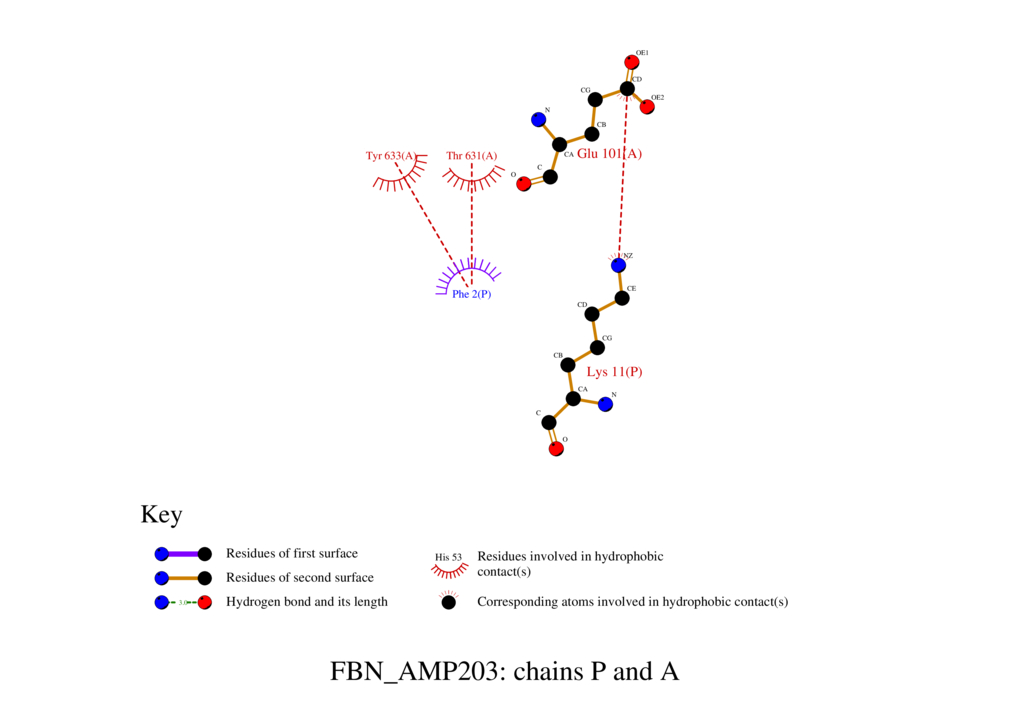 OE1
CD
CG
OE2
N
CB
CA
Glu 101(A)
Tyr 633(A)
Thr 631(A)
C
O
NZ
Phe 2(P)
CE
CD
CG
CB
Lys 11(P)
CA
N
C
O
Key
Residues of first surface
Residues of second surface
3.0
Hydrogen bond and its length
His 53
Residues involved in hydrophobic
contact(s)
Corresponding atoms involved in hydrophobic contact(s)
FBN_AMP203: chains P and A